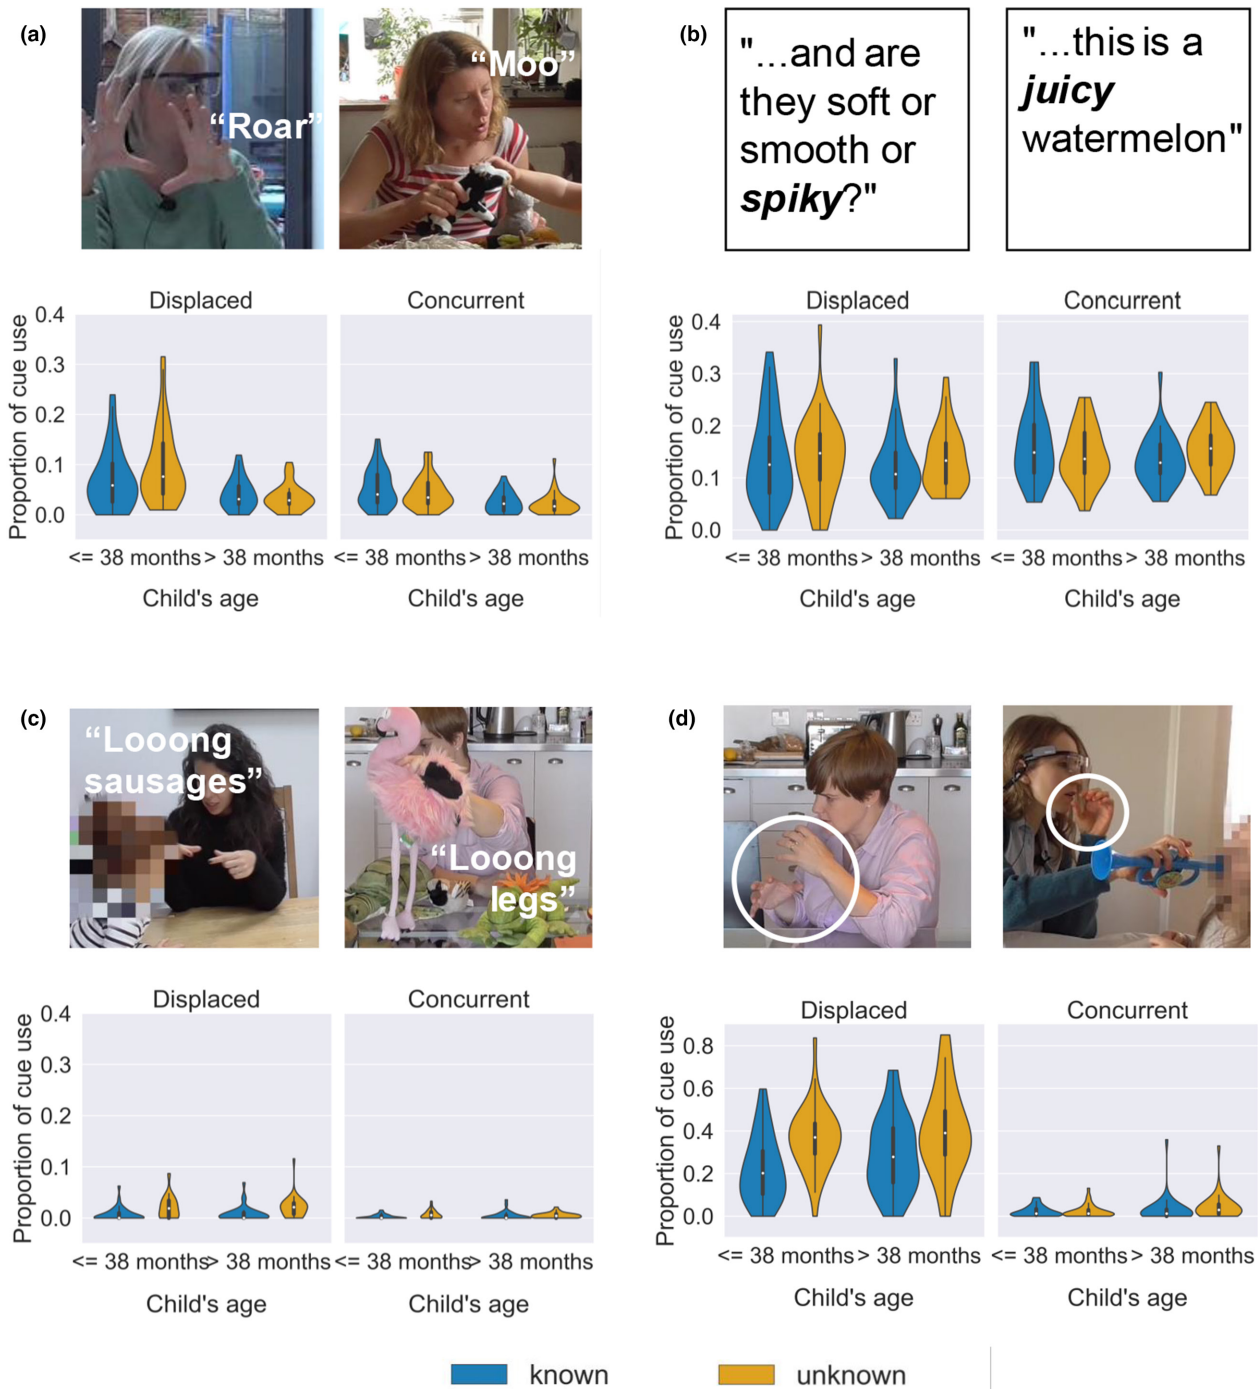 (a)
“Roar”
“Moo”
Displaced
Concurrent
Proportion of cue use
0.4
0.3
0.2
0.1
0.0
<= 38 months
> 38 months
<= 38 months
> 38 months
Child's age
Child's age
(b)
"...and are
they soft or
smooth or
spiky?"
"...this is a
juicy
watermelon"
Displaced
Concurrent
Proportion of cue use
0.4
0.3
0.2
0.1
0.0
<= 38 months
> 38 months
<= 38 months
> 38 months
Child's age
Child's age
(c)
“Looong
sausages”
“Looong
legs”
Displaced
Concurrent
Proportion of cue use
0.4
0.3
0.2
0.1
0.0
<= 38 months
> 38 months
<= 38 months
> 38 months
Child's age
Child's age
(d)
Displaced
Concurrent
Proportion of cue use
0.8
0.6
0.4
0.2
0.0
<= 38 months
> 38 months
<= 38 months
> 38 months
Child's age
Child's age
known
unknown